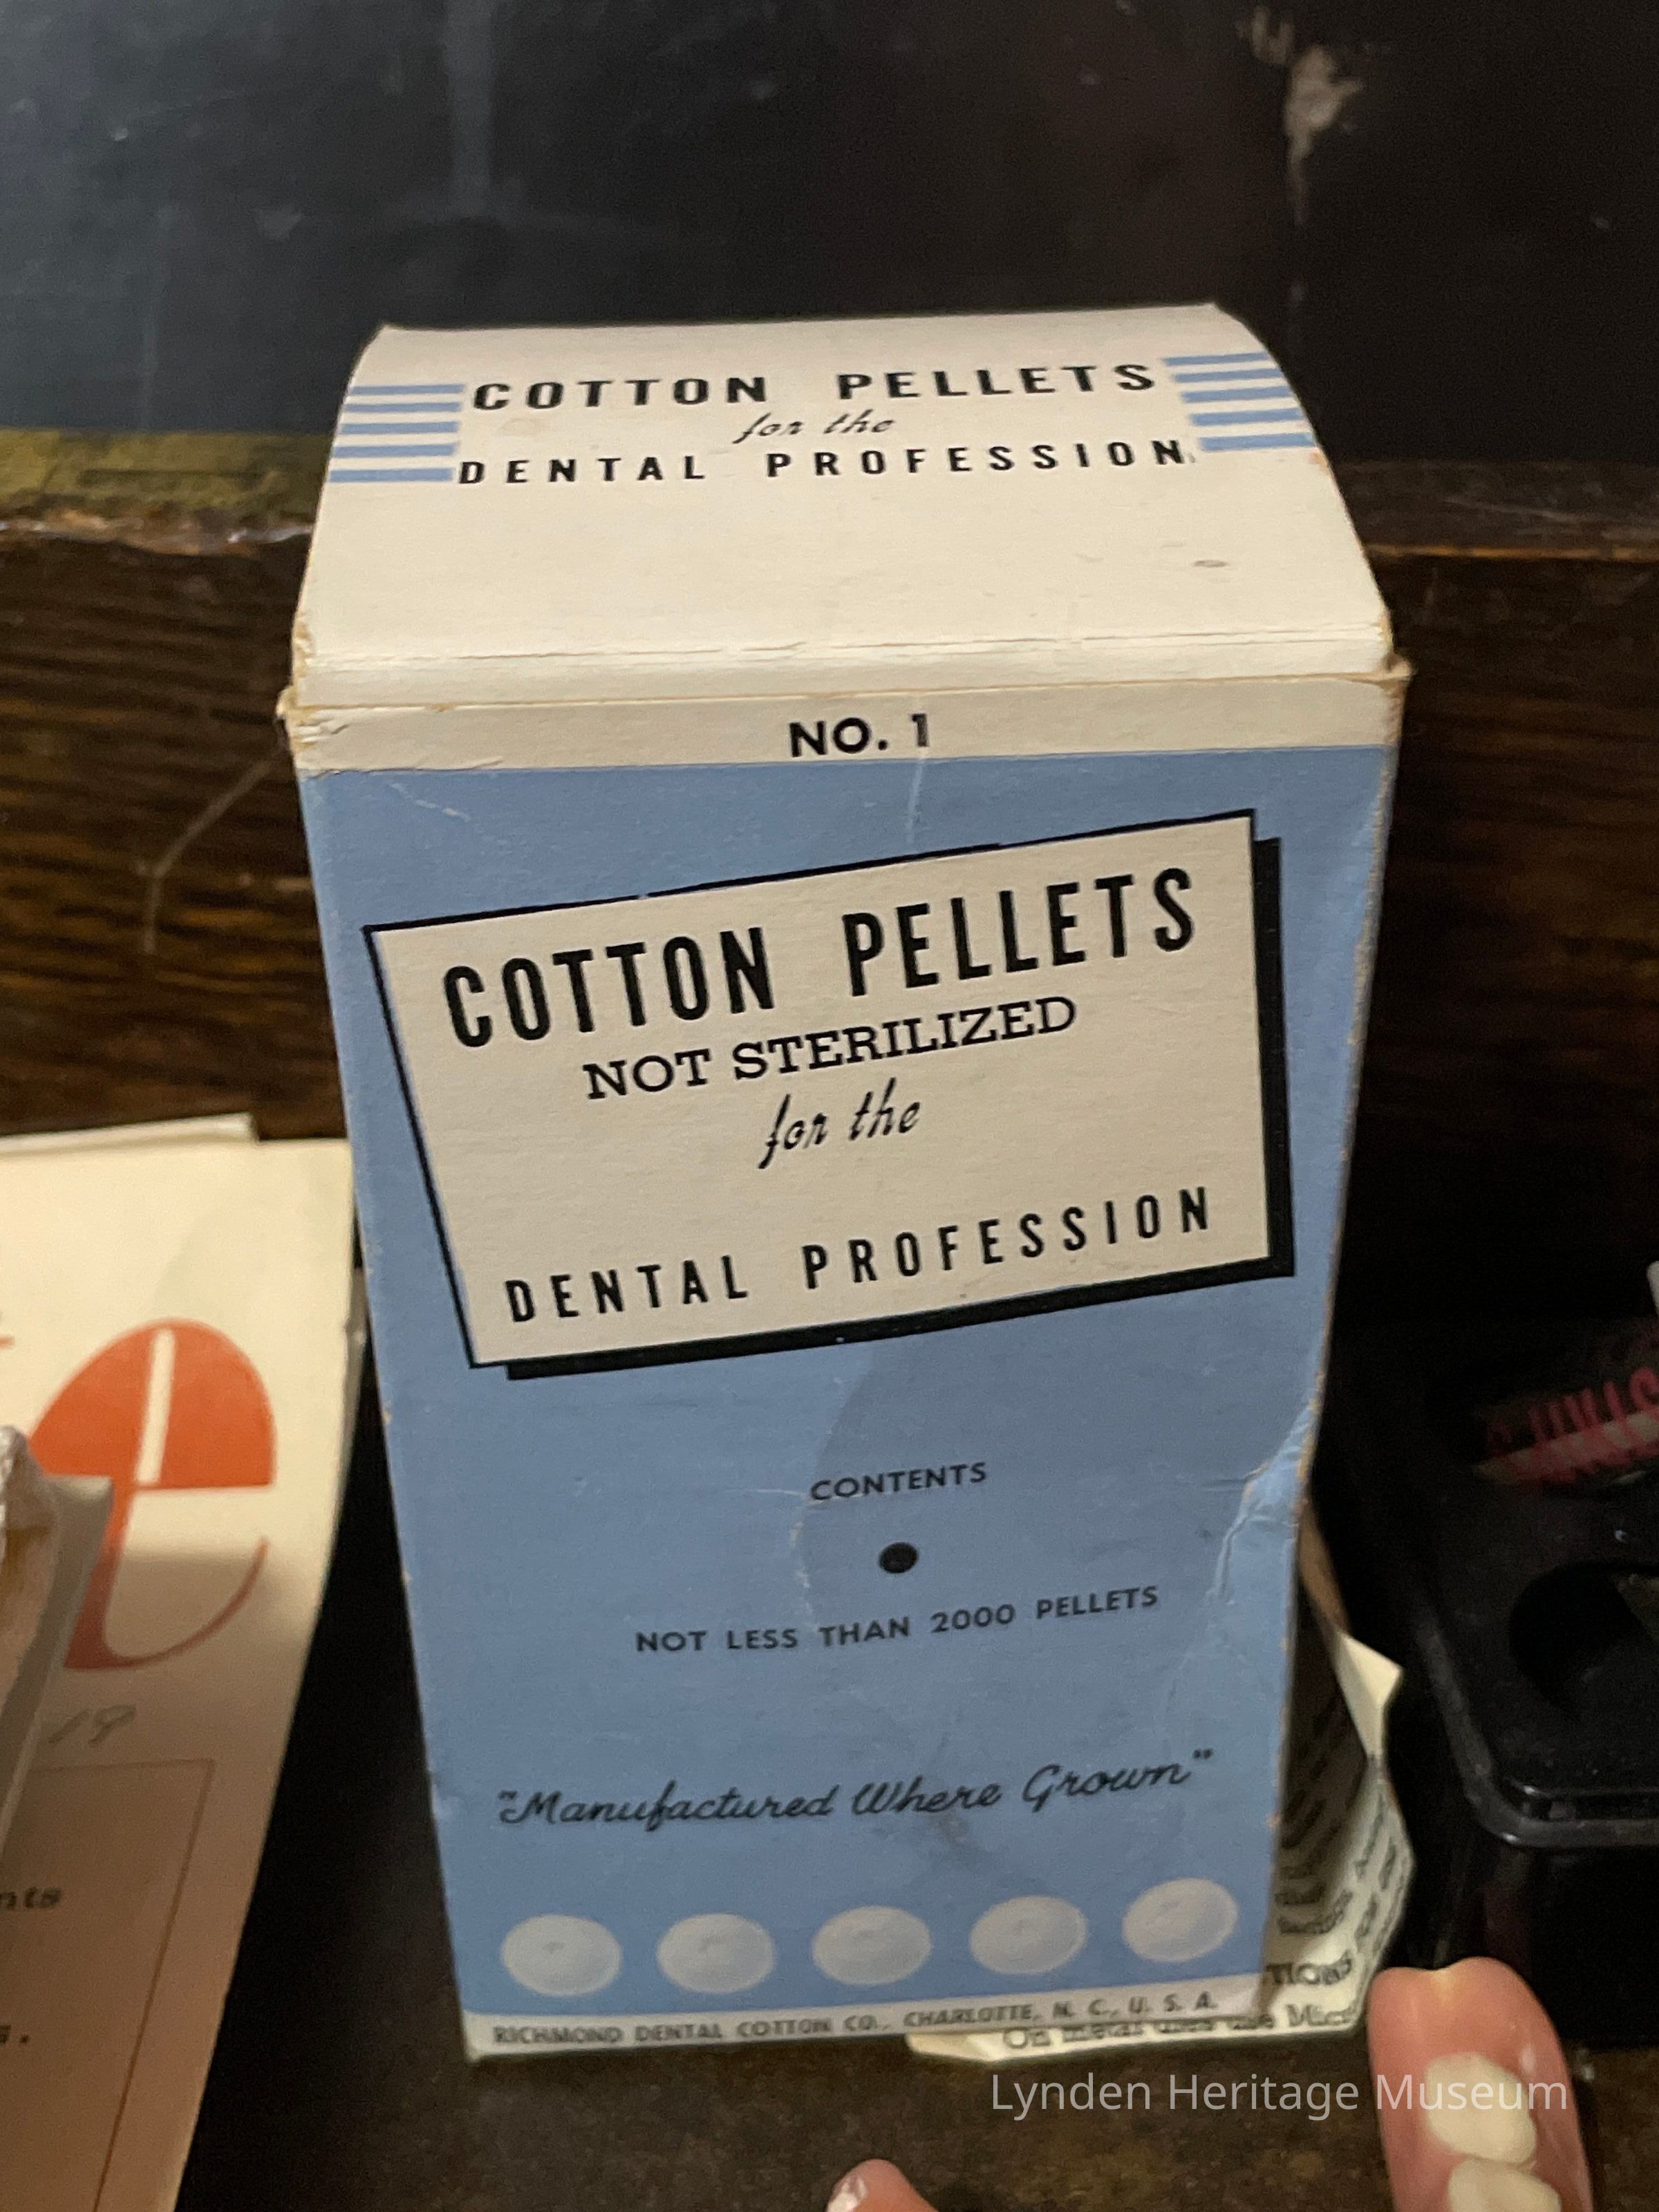 COTTON PELLETS
for the
DENTAL PROFESSION
NO. 1
COTTON PELLETS
NOT STERILIZED
for the
DENTAL PROFESSION
CONTENTS
NOT LESS THAN 2000 PELLETS
"Manufactured Where Grown"
RICHMOND DENTAL COTTON CO., CHARLOTTE, N. C., U. S. A.
19
Lynden Heritage Museum